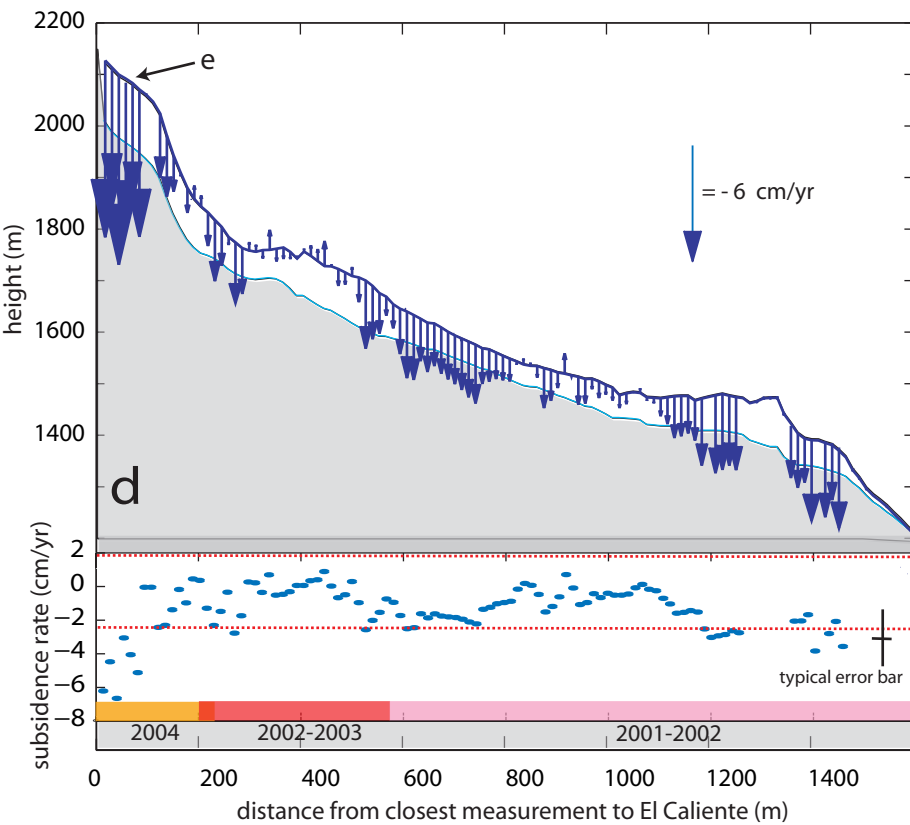 2200
e
2000
1800
= - 6 cm/yr
height (m)
1600
1400
d
2
0
−2
−4
−6
−8
subsidence rate (cm/yr)
typical error bar
2004 2002-2003 2001-2002
0 200 400 600 800 1000 1200 1400
distance from closest measurement to El Caliente (m)